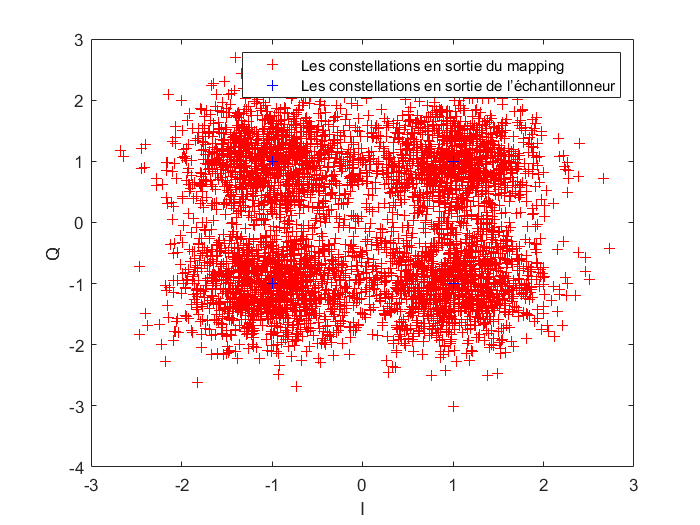 3
2
1
0
-1
-2
-3
-4
Q
Les constellations en sortie du mapping
Les constellations en sortie de l'échantillonneur
-3 -2 -1 0 1 2 3
I